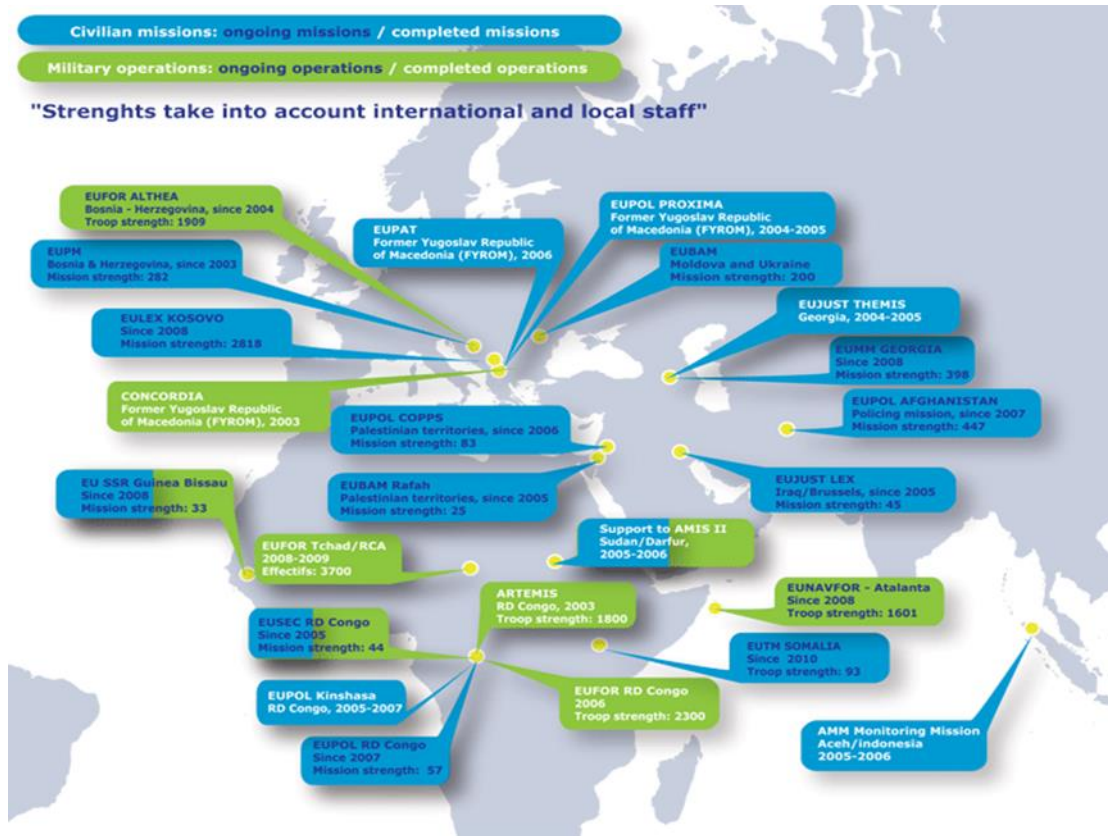 Civilian missions: ongoing missions / completed missions
Military operations: ongoing operations / completed operations
"Strenghts take into account international and local staff"
EUFOR ALTHEA
Bosnia - Herzegovina, since 2004
Troop strength: 1909
EUPM
Bosnia & Herzegovina, since 2003
Mission strength: 282
EULEX KOSOVO
Since 2008
Mission strength: 2818
CONCORDIA
Former Yugoslav Republic
of Macedonia (FYROM), 2003
EUPAT
Former Yugoslav Republic
of Macedonia (FYROM), 2006
EUPOL PROXIMA
Former Yugoslav Republic
of Macedonia (FYROM), 2004-2005
EUBAM
Moldova and Ukraine
Mission strength: 200
EUJUST THEMIS
Georgia, 2004-2005
EUMM GEORGIA
Since 2008
Mission strength: 398
EUPOL AFGHANISTAN
Policing mission, since 2007
Mission strength: 447
EUPOL COPPS
Palestinian territories, since 2006
Mission strength: 83
EUBAM Rafah
Palestinian territories, since 2005
Mission strength: 25
EUJUST LEX
Iraq/Brussels, since 2005
Mission strength: 45
EU SSR Guinea Bissau
Since 2008
Mission strength: 33
EUFOR Tchad/RCA
2008-2009
Effectifs: 3700
Support to AMIS II
Sudan/Darfur,
2005-2006
ARTEMIS
RD Congo, 2003
Troop strength: 1800
EUNAVFOR - Atalanta
Since 2008
Troop strength: 1601
EUSEC RD Congo
Since 2005
Mission strength: 44
EUTM SOMALIA
Since 2010
Troop strength: 93
EUPOL Kinshasa
RD Congo, 2005-2007
EUFOR RD Congo
2006
Troop strength: 2300
EUPOL RD Congo
Since 2007
Mission strength: 57
AMM Monitoring Mission
Aceh/indonesia
2005-2006